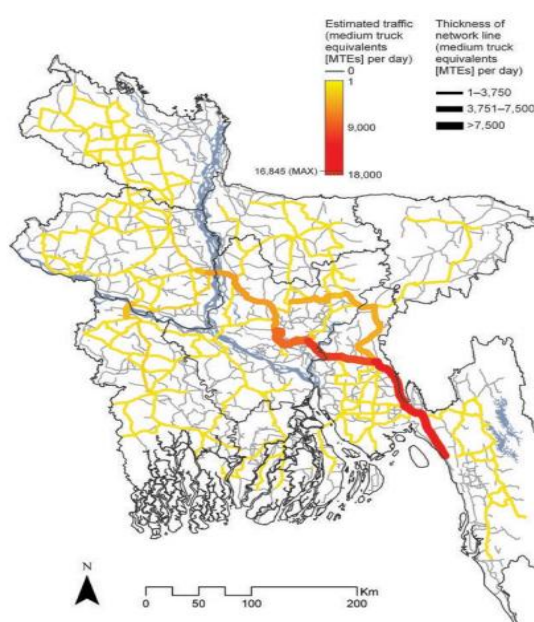 Estimated traffic
(medium truck
equivalents
[MTEs] per day)
0
1
9,000
16,845 (MAX)
18,000
Thickness of
network line
(medium truck
equivalents
[MTEs] per day)
1–3,750
3,751–7,500
>7,500
N
Km
0 50 100 200